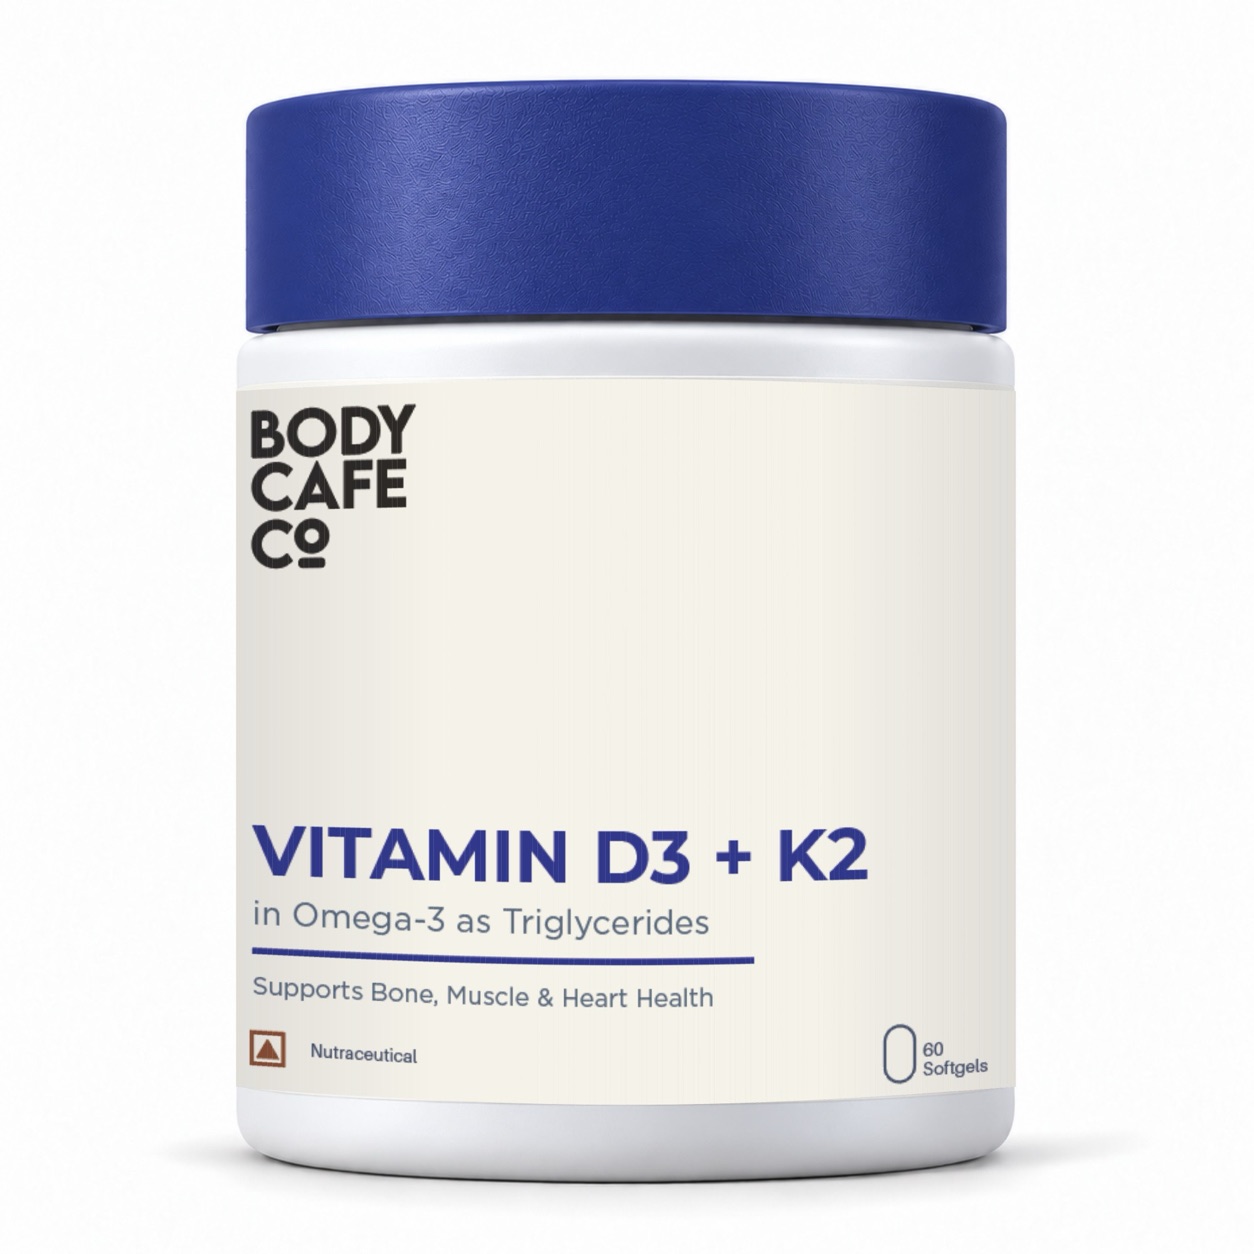 BODY
CAFE
Co
VITAMIN D3 + K2
in Omega-3 as Triglycerides
Supports Bone, Muscle & Heart Health
Nutraceutical
60
Softgels